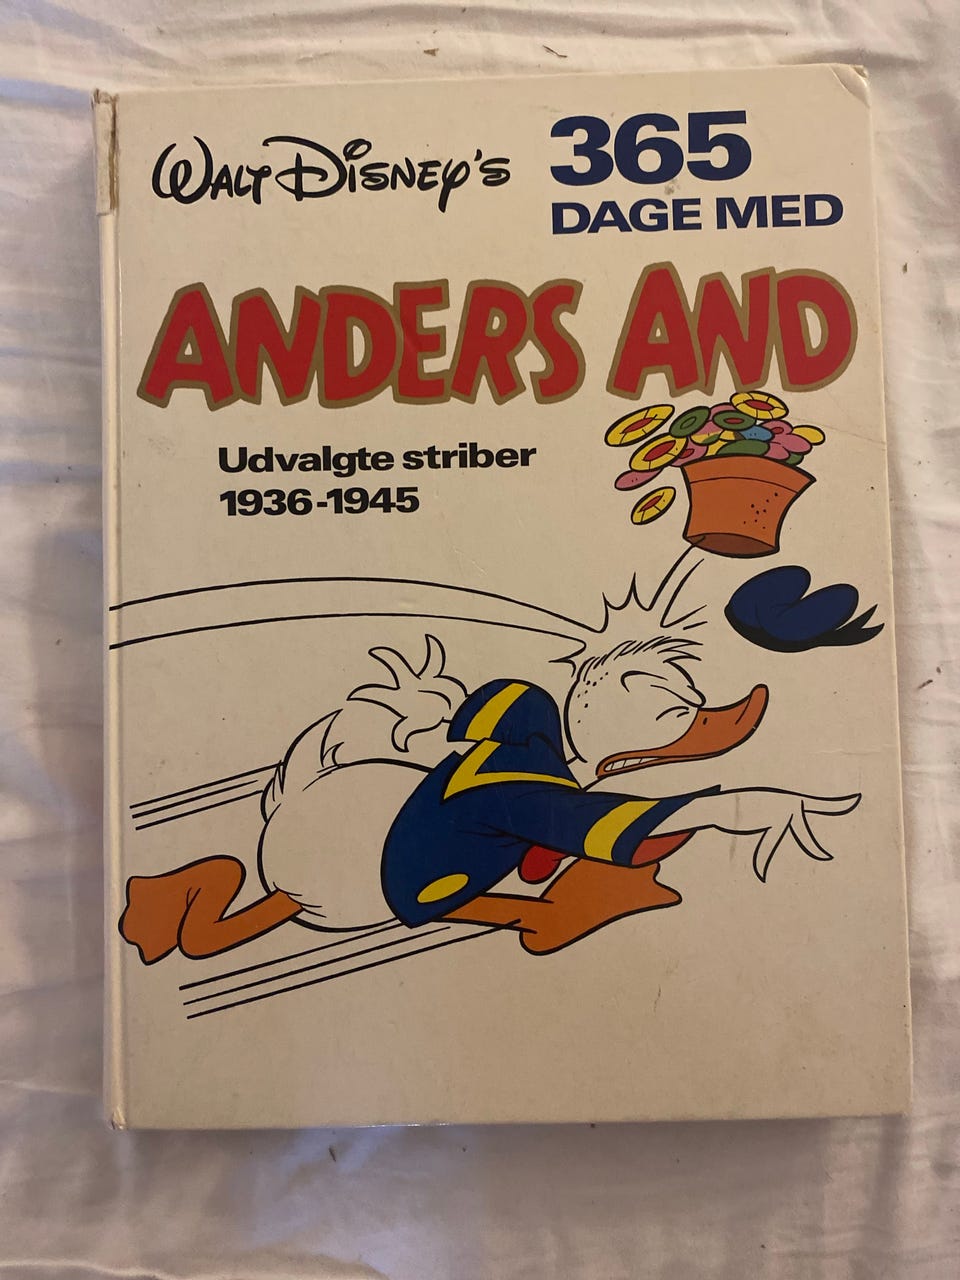 WALT DISNEY'S
365
DAGE MED
ANDERS AND
Udvalgte striber
1936-1945